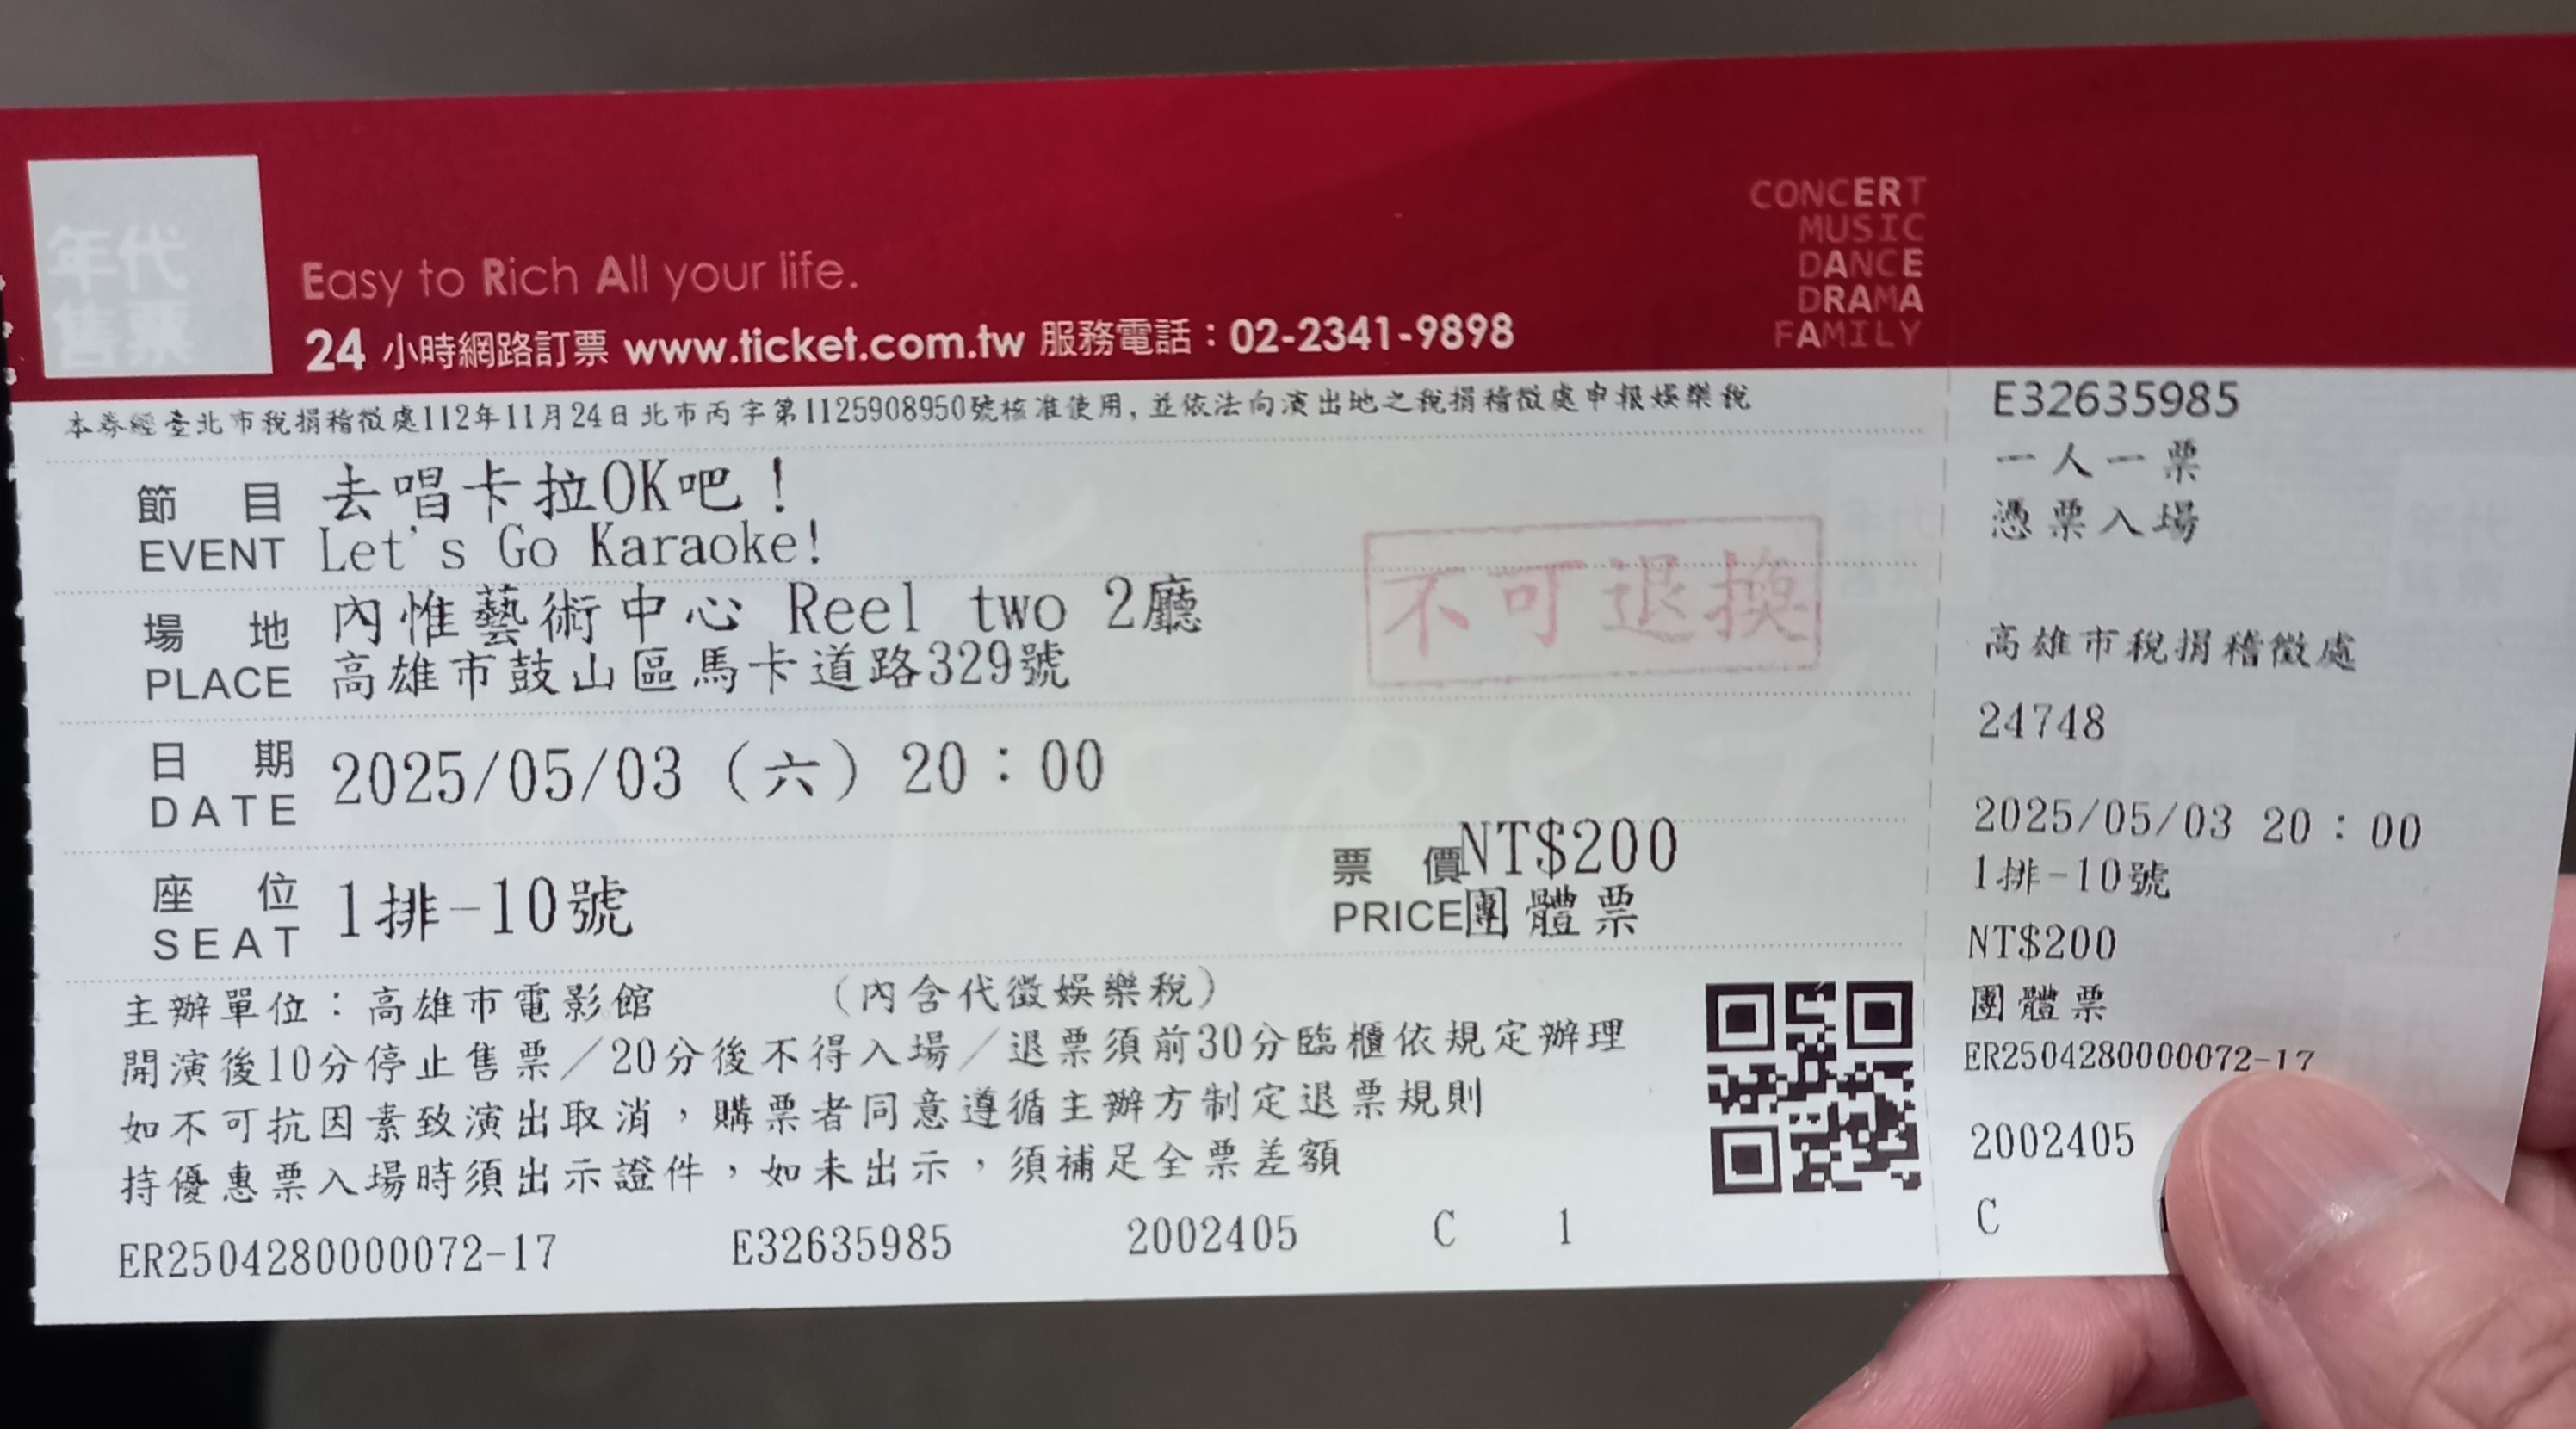 年代
售票
Easy to Rich All your life.
24 小時網路訂票 www.ticket.com.tw 服務電話：02-2341-9898
CONCERT
MUSIC
DANCE
DRAMA
FAMILY
本券經臺北市稅捐稽徵處112年11月24日北市丙字第1125908950號核准使用, 並依法向演出地之稅捐稽徵處申報娛樂稅
節目 去唱卡拉OK吧！
EVENT Let's Go Karaoke!
場地 內惟藝術中心 Reel two 2廳
PLACE 高雄市鼓山區馬卡道路329號
不可退換
日期
DATE 2025/05/03（六）20：00
座位
SEAT 1排-10號
票價 NT$200
PRICE 團體票
主辦單位：高雄市電影館 （內含代徵娛樂稅）
開演後10分停止售票／20分後不得入場／退票須前30分臨櫃依規定辦理
如不可抗因素致演出取消，購票者同意遵循主辦方制定退票規則
持優惠票入場時須出示證件，如未出示，須補足全票差額
ER2504280000072-17 E32635985 2002405 C 1
E32635985
一人一票
憑票入場
高雄市稅捐稽徵處
24748
2025/05/03 20：00
1排-10號
NT$200
團體票
ER2504280000072-17
2002405
C